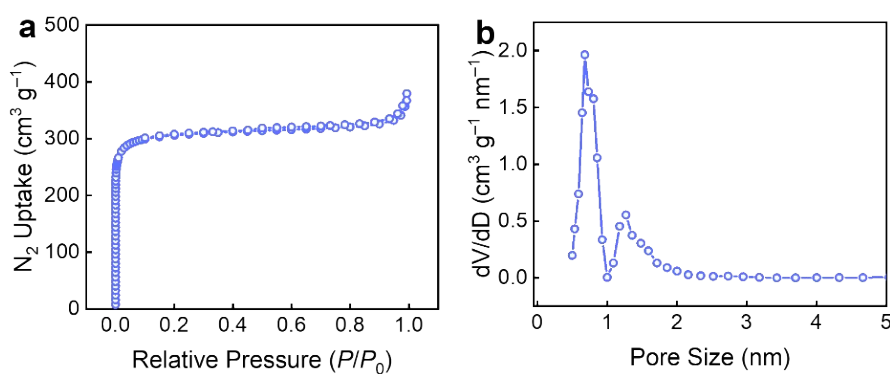 a
500
400
300
200
100
0
N₂ Uptake (cm³ g⁻¹)
0.0 0.2 0.4 0.6 0.8 1.0
Relative Pressure (P/P₀)
b
2.0
1.5
1.0
0.5
0.0
dV/dD (cm³ g⁻¹ nm⁻¹)
0 1 2 3 4 5
Pore Size (nm)